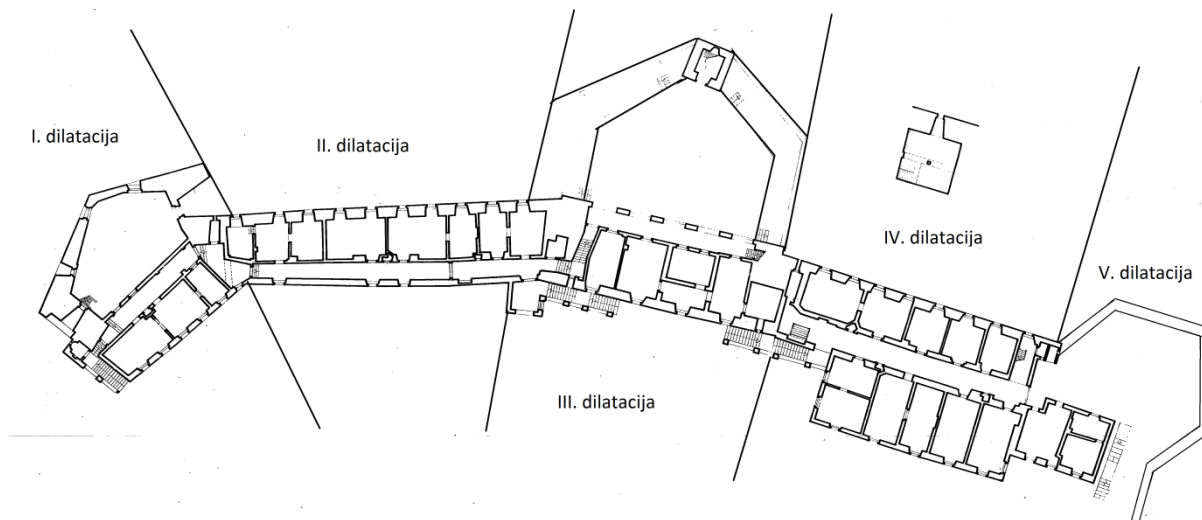 I. dilatacija
II. dilatacija
III. dilatacija
IV. dilatacija
V. dilatacija